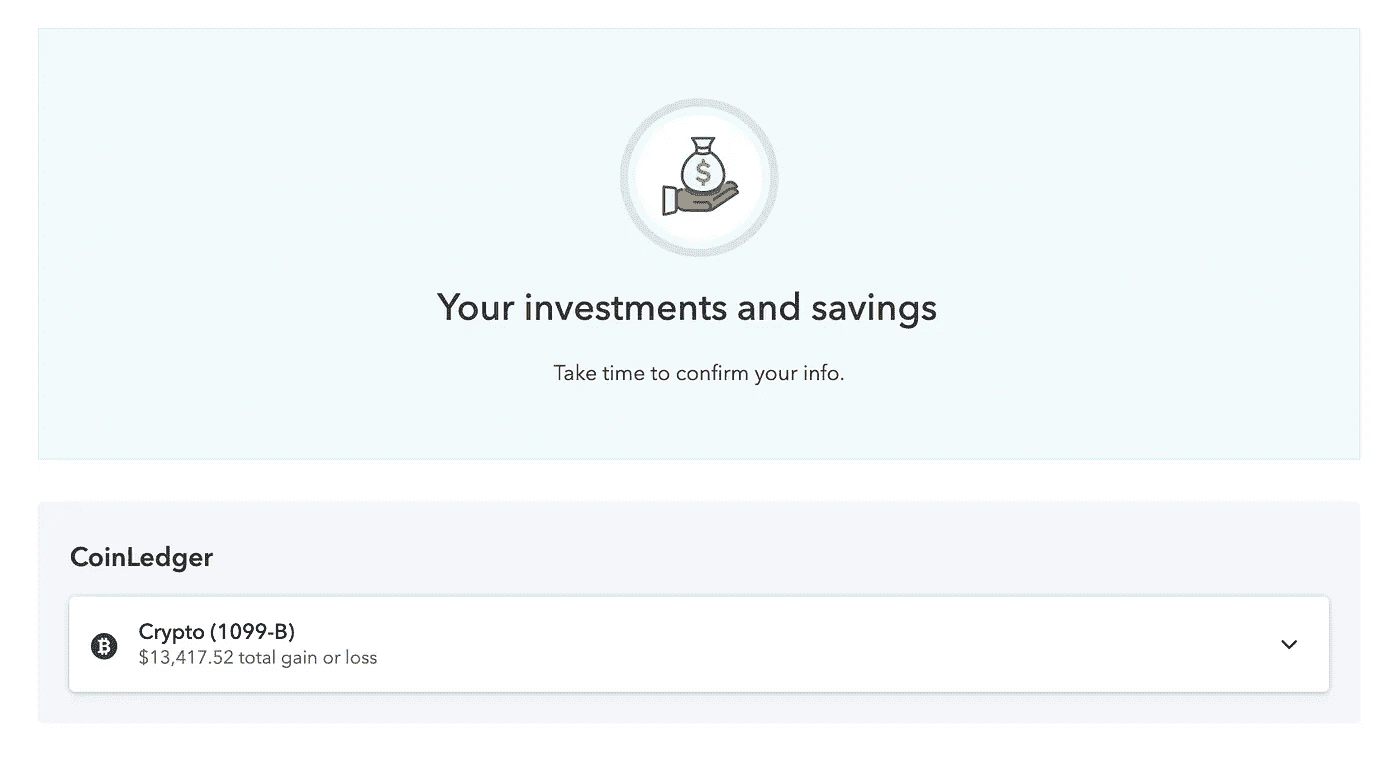 Your investments and savings
Take time to confirm your info.
CoinLedger
Crypto (1099-B)
$13,417.52 total gain or loss